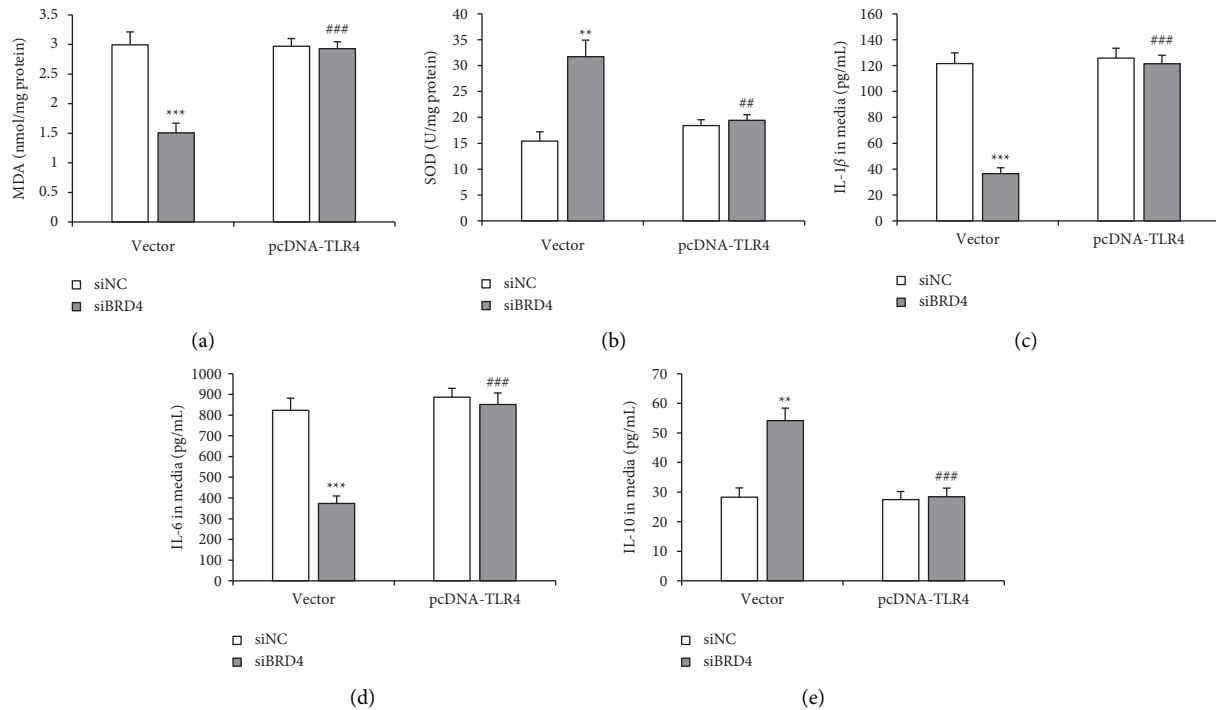 MDA (nmol/mg protein)
3.5
3
2.5
2
1.5
1
0.5
0
***
###
Vector
pcDNA-TLR4
siNC
siBRD4
(a)
SOD (U/mg protein)
40
35
30
25
20
15
10
5
0
**
##
Vector
pcDNA-TLR4
siNC
siBRD4
(b)
IL-1β in media (pg/mL)
160
140
120
100
80
60
40
20
0
***
###
Vector
pcDNA-TLR4
siNC
siBRD4
(c)
IL-6 in media (pg/mL)
1000
900
800
700
600
500
400
300
200
100
0
***
###
Vector
pcDNA-TLR4
siNC
siBRD4
(d)
IL-10 in media (pg/mL)
70
60
50
40
30
20
10
0
**
###
Vector
pcDNA-TLR4
siNC
siBRD4
(e)